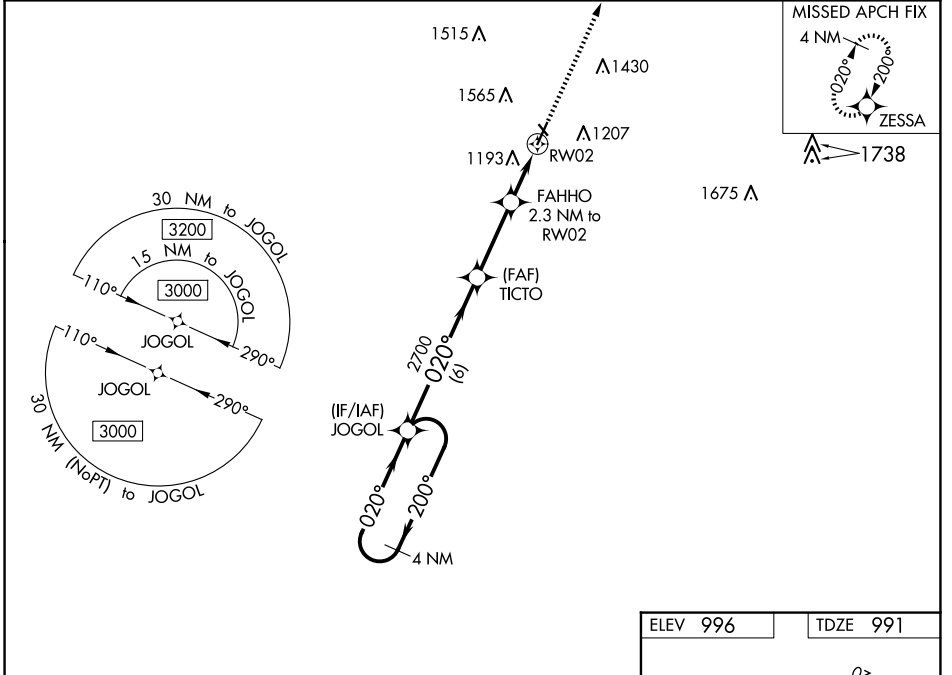 MISSED APCH FIX
4 NM
020°
200°
ZESSA
1515
1430
1565
1207
1193
RW02
1738
1675
FAHHO
2.3 NM to
RW02
(FAF)
TICTO
30 NM to JOGOL
3200
15 NM to JOGOL
3000
110°
290°
JOGOL
110°
290°
JOGOL
3000
30 NM (NoPT) to JOGOL
2700
020°
(6)
(IF/IAF)
JOGOL
020°
200°
4 NM
ELEV 996
TDZE 991